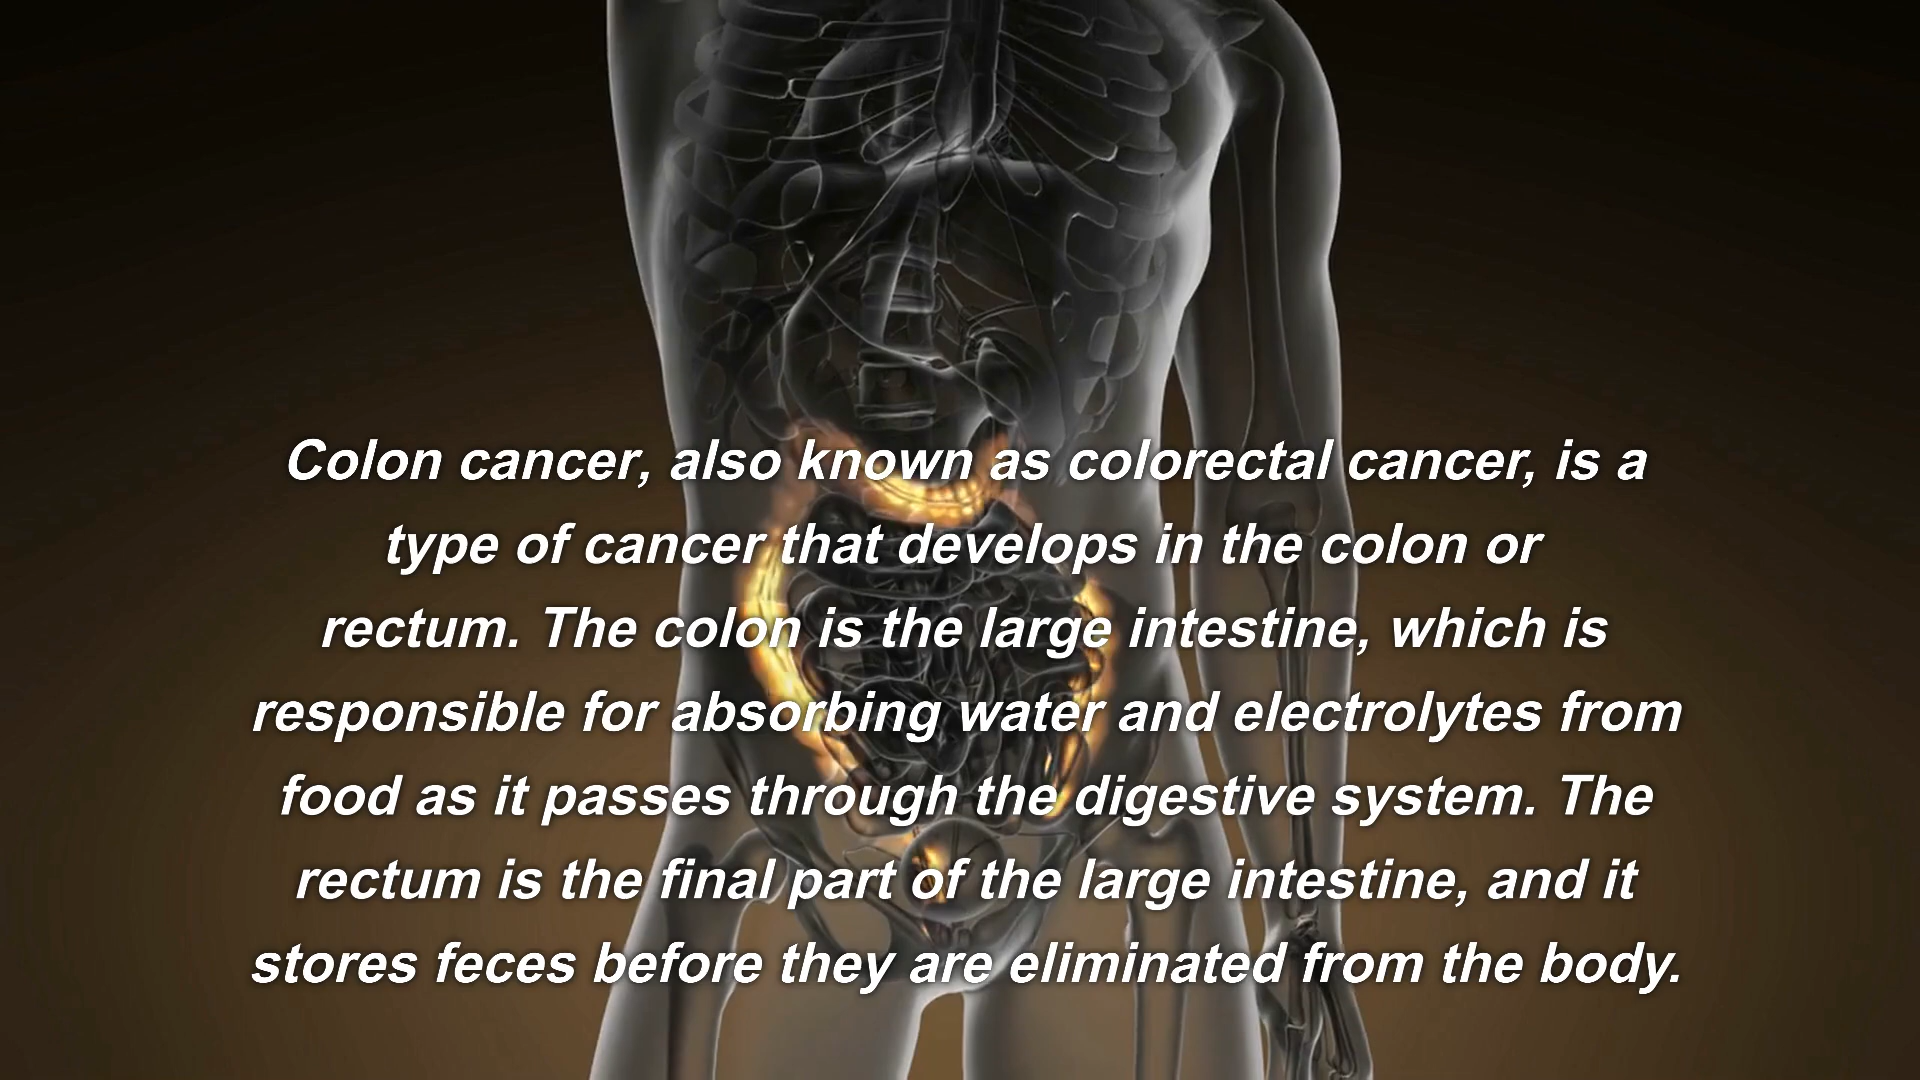 Colon cancer, also known as colorectal cancer, is a
type of cancer that develops in the colon or
rectum. The colon is the large intestine, which is
responsible for absorbing water and electrolytes from
food as it passes through the digestive system. The
rectum is the final part of the large intestine, and it
stores feces before they are eliminated from the body.